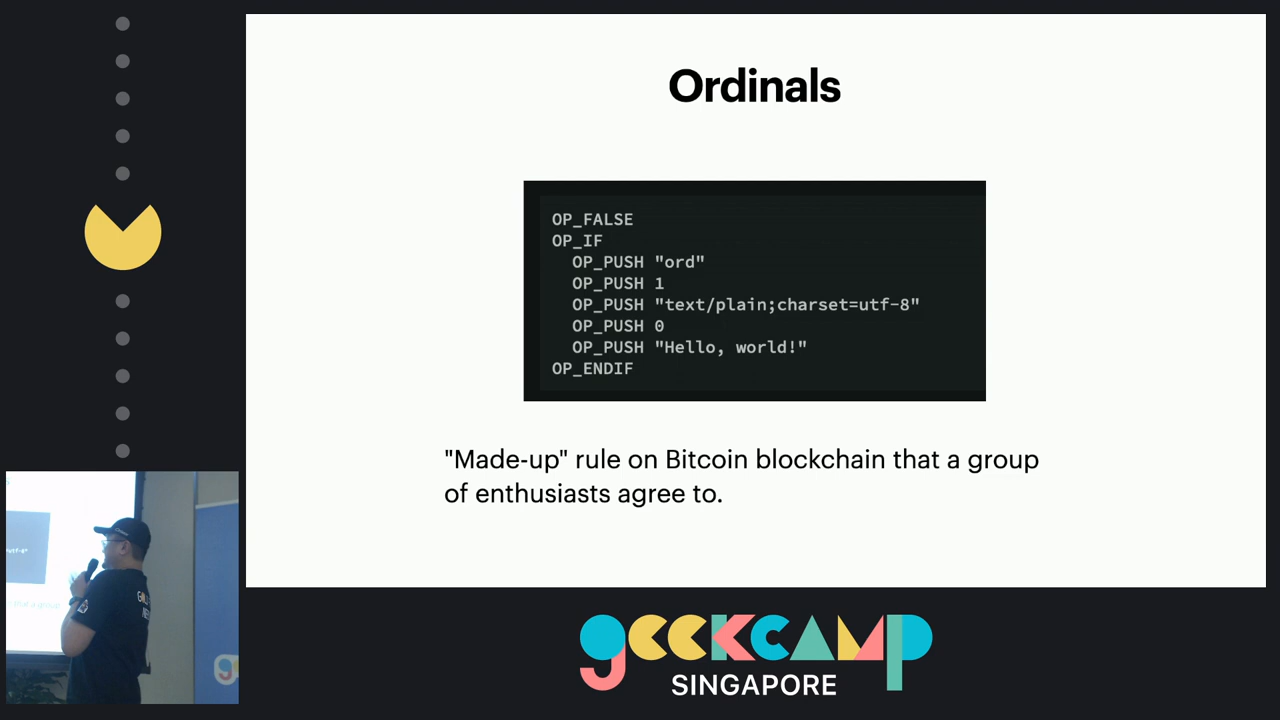 Ordinals
OP_FALSE
OP_IF
OP_PUSH "ord"
OP_PUSH 1
OP_PUSH "text/plain;charset=utf-8"
OP_PUSH 0
OP_PUSH "Hello, world!"
OP_ENDIF
"Made-up" rule on Bitcoin blockchain that a group
of enthusiasts agree to.
geekcamp
SINGAPORE